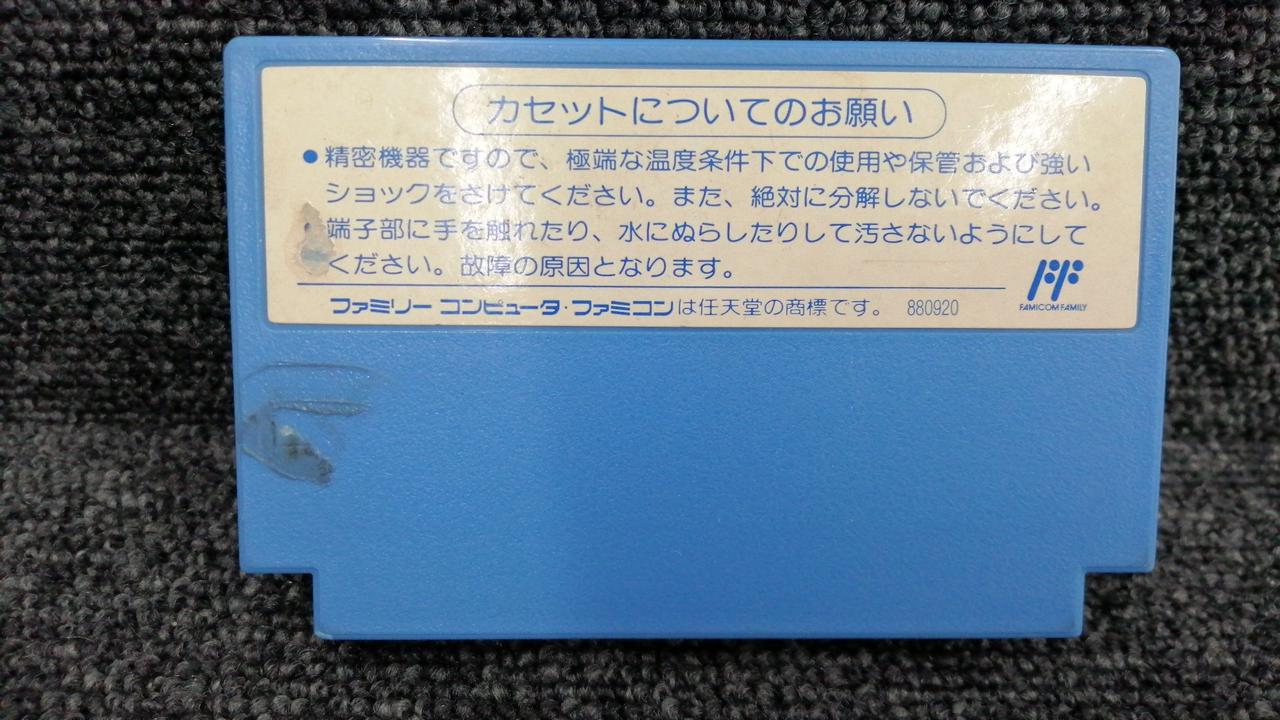 カセットについてのお願い
●精密機器ですので、極端な温度条件下での使用や保管および強い
ショックをさけてください。また、絶対に分解しないでください。
端子部に手を触れたり、水にぬらしたりして汚さないようにして
ください。故障の原因となります。
ファミリー コンピュータ・ファミコンは任天堂の商標です。 880920
FAMICOM FAMILY